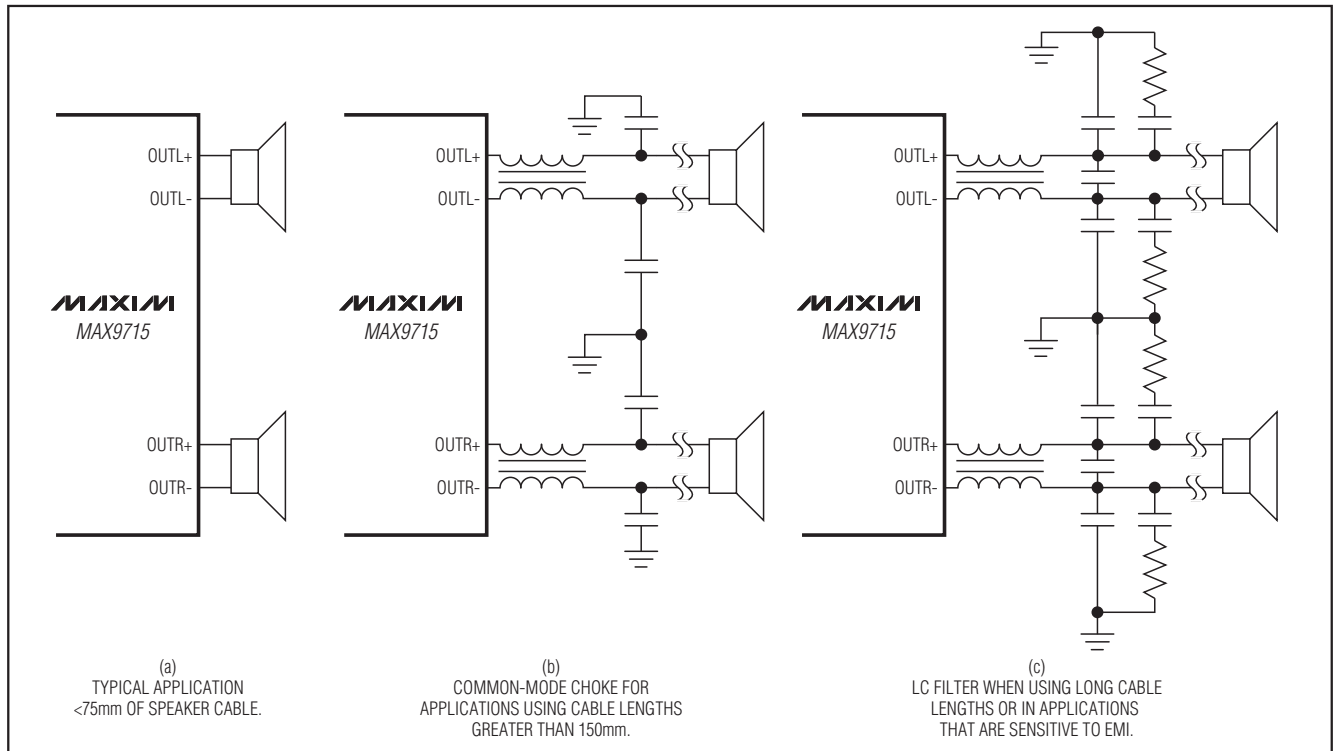 OUTL+
OUTL-
MAXIM
MAX9715
OUTR+
OUTR-
(a)
TYPICAL APPLICATION
<75mm OF SPEAKER CABLE.
OUTL+
OUTL-
MAXIM
MAX9715
OUTR+
OUTR-
(b)
COMMON-MODE CHOKE FOR
APPLICATIONS USING CABLE LENGTHS
GREATER THAN 150mm.
OUTL+
OUTL-
MAXIM
MAX9715
OUTR+
OUTR-
(c)
LC FILTER WHEN USING LONG CABLE
LENGTHS OR IN APPLICATIONS
THAT ARE SENSITIVE TO EMI.